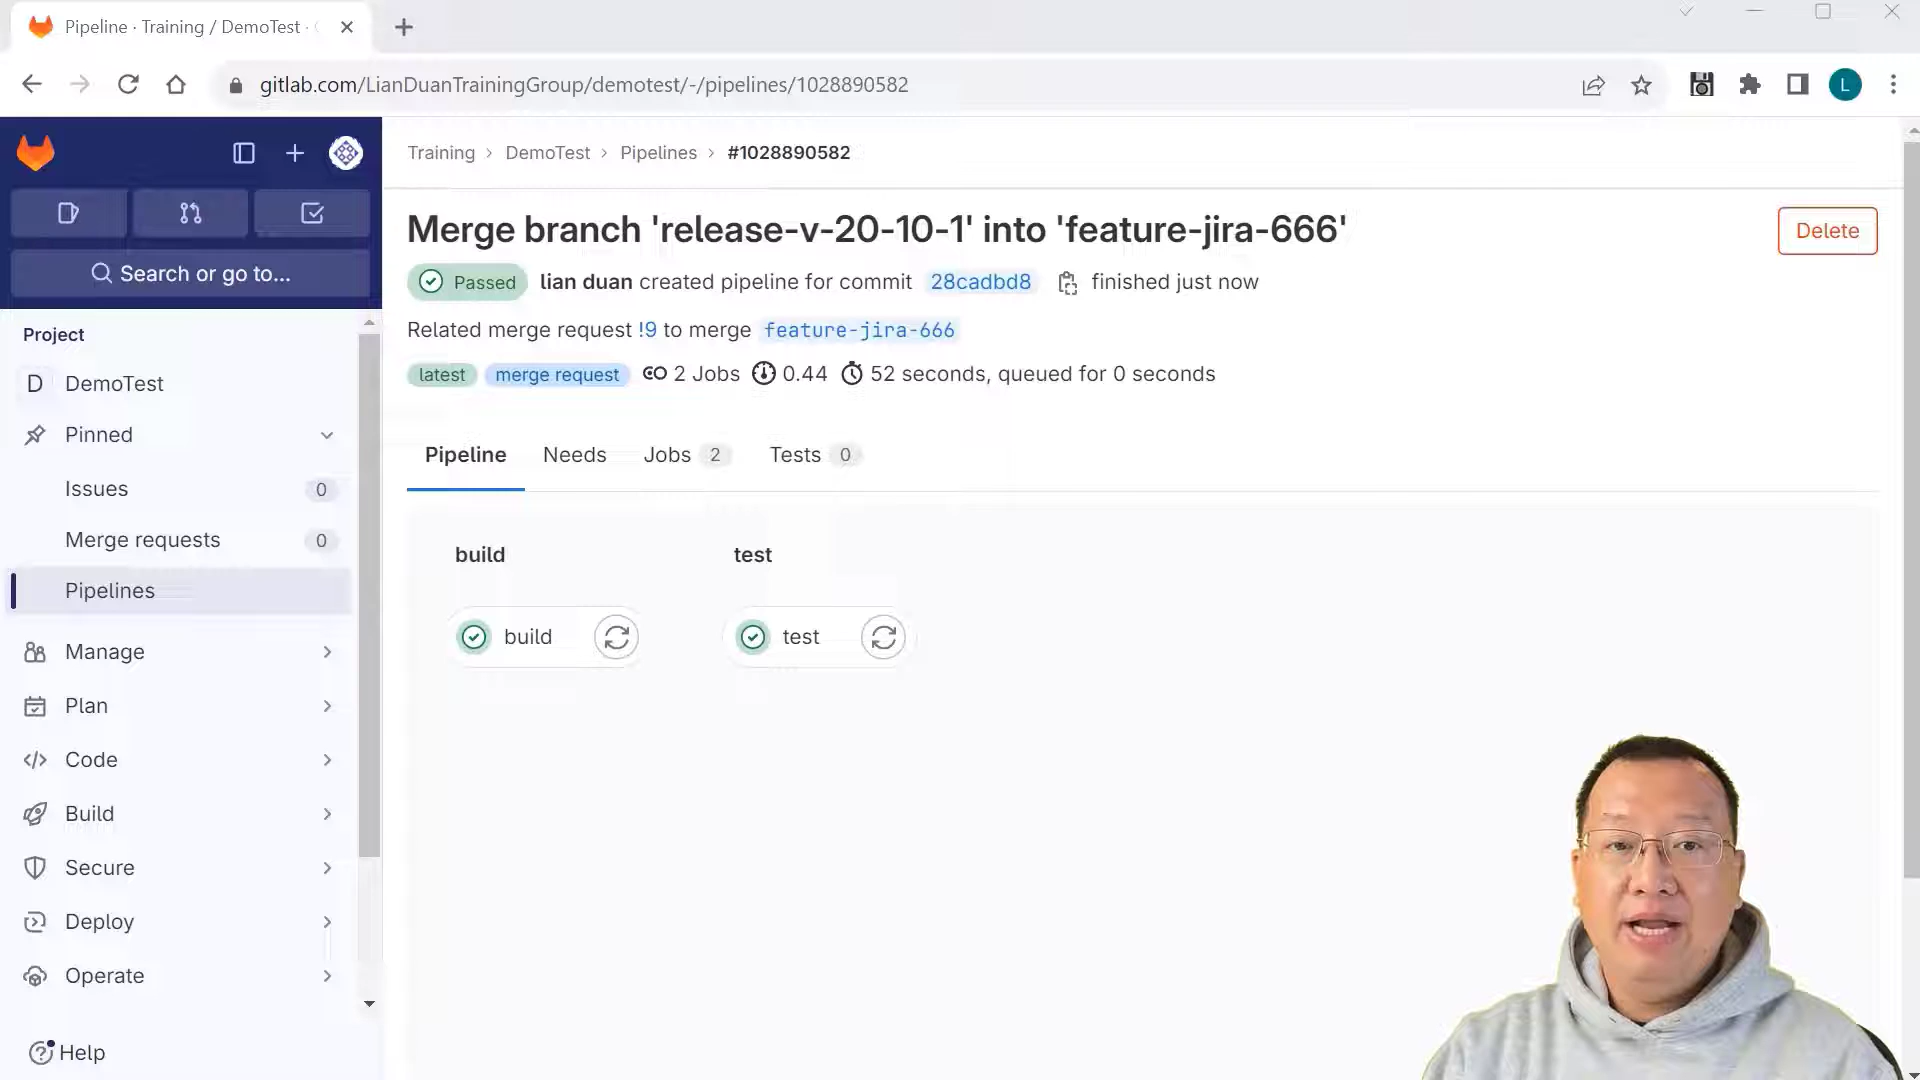 Pipeline · Training / DemoTest ·
gitlab.com/LianDuanTrainingGroup/demotest/-/pipelines/1028890582
L
Training > DemoTest > Pipelines > #1028890582
Search or go to...
Merge branch 'release-v-20-10-1' into 'feature-jira-666'
Delete
Passed lian duan created pipeline for commit 28cadbd8 finished just now
Related merge request !9 to merge feature-jira-666
latest merge request 2 Jobs 0.44 52 seconds, queued for 0 seconds
Pipeline Needs Jobs 2 Tests 0
build test
build test
Project
D DemoTest
Pinned
Issues 0
Merge requests 0
Pipelines
Manage
Plan
Code
Build
Secure
Deploy
Operate
Help